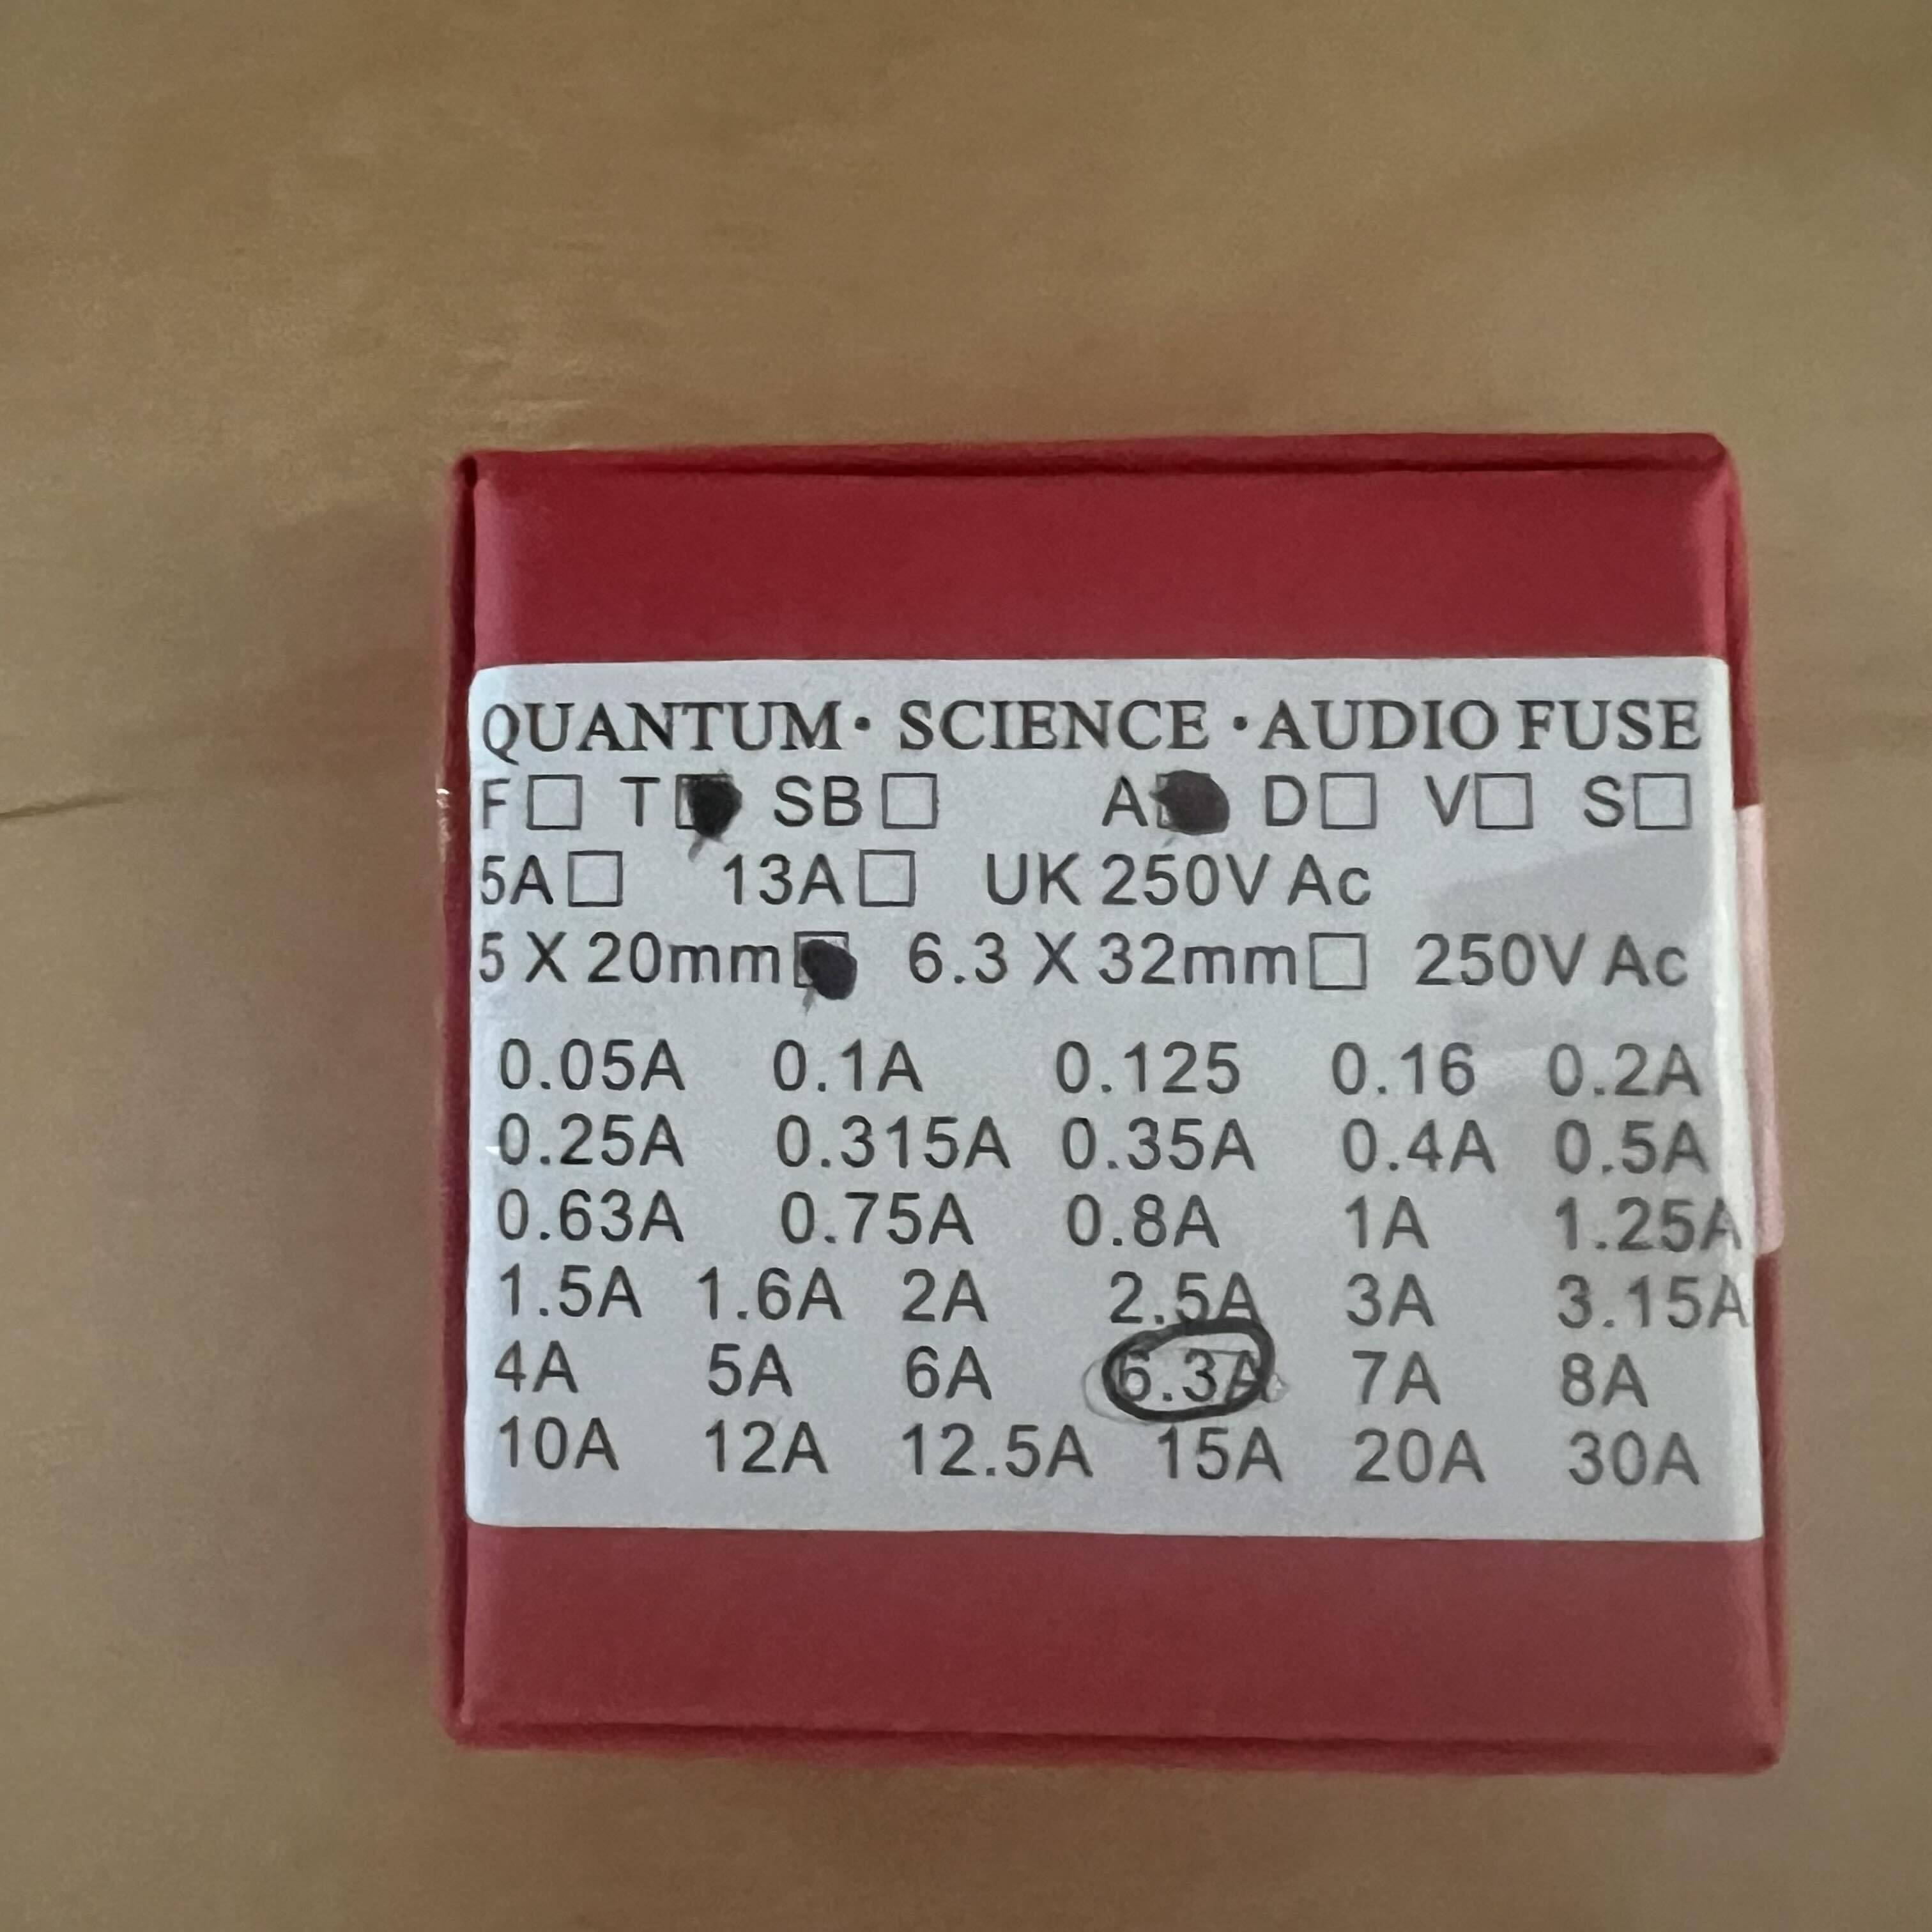 QUANTUM · SCIENCE · AUDIO FUSE
F☐ T■ SB☐ A■ D☐ V☐ S☐
5A☐ 13A☐ UK 250V Ac
5 X 20mm■ 6.3 X 32mm☐ 250V Ac
0.05A 0.1A 0.125 0.16 0.2A
0.25A 0.315A 0.35A 0.4A 0.5A
0.63A 0.75A 0.8A 1A 1.25A
1.5A 1.6A 2A 2.5A 3A 3.15A
4A 5A 6A 6.3A 7A 8A
10A 12A 12.5A 15A 20A 30A